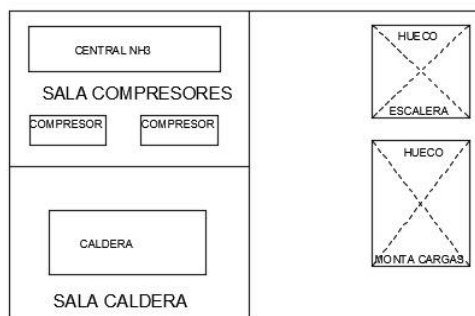 CENTRAL NH3
SALA COMPRESORES
COMPRESOR
COMPRESOR
CALDERA
SALA CALDERA
HUECO
ESCALERA
HUECO
MONTA CARGAS